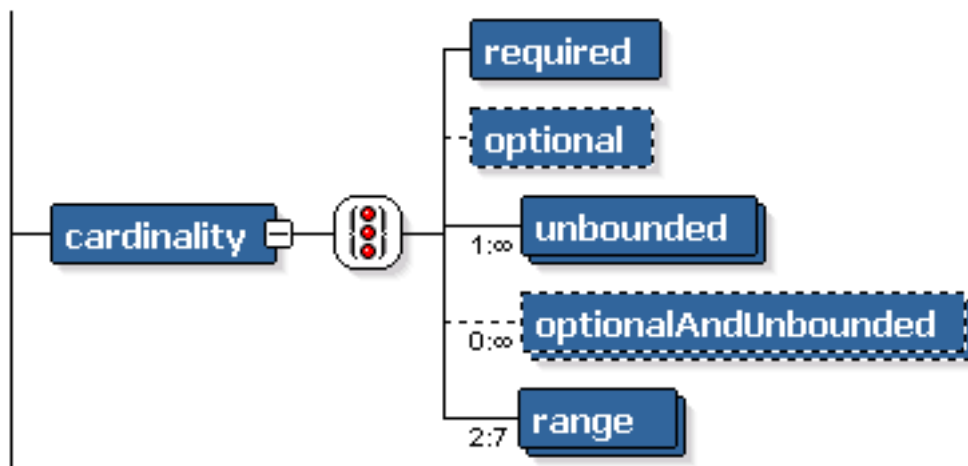 required
optional
cardinality
unbounded
1:∞
optionalAndUnbounded
0:∞
range
2:7